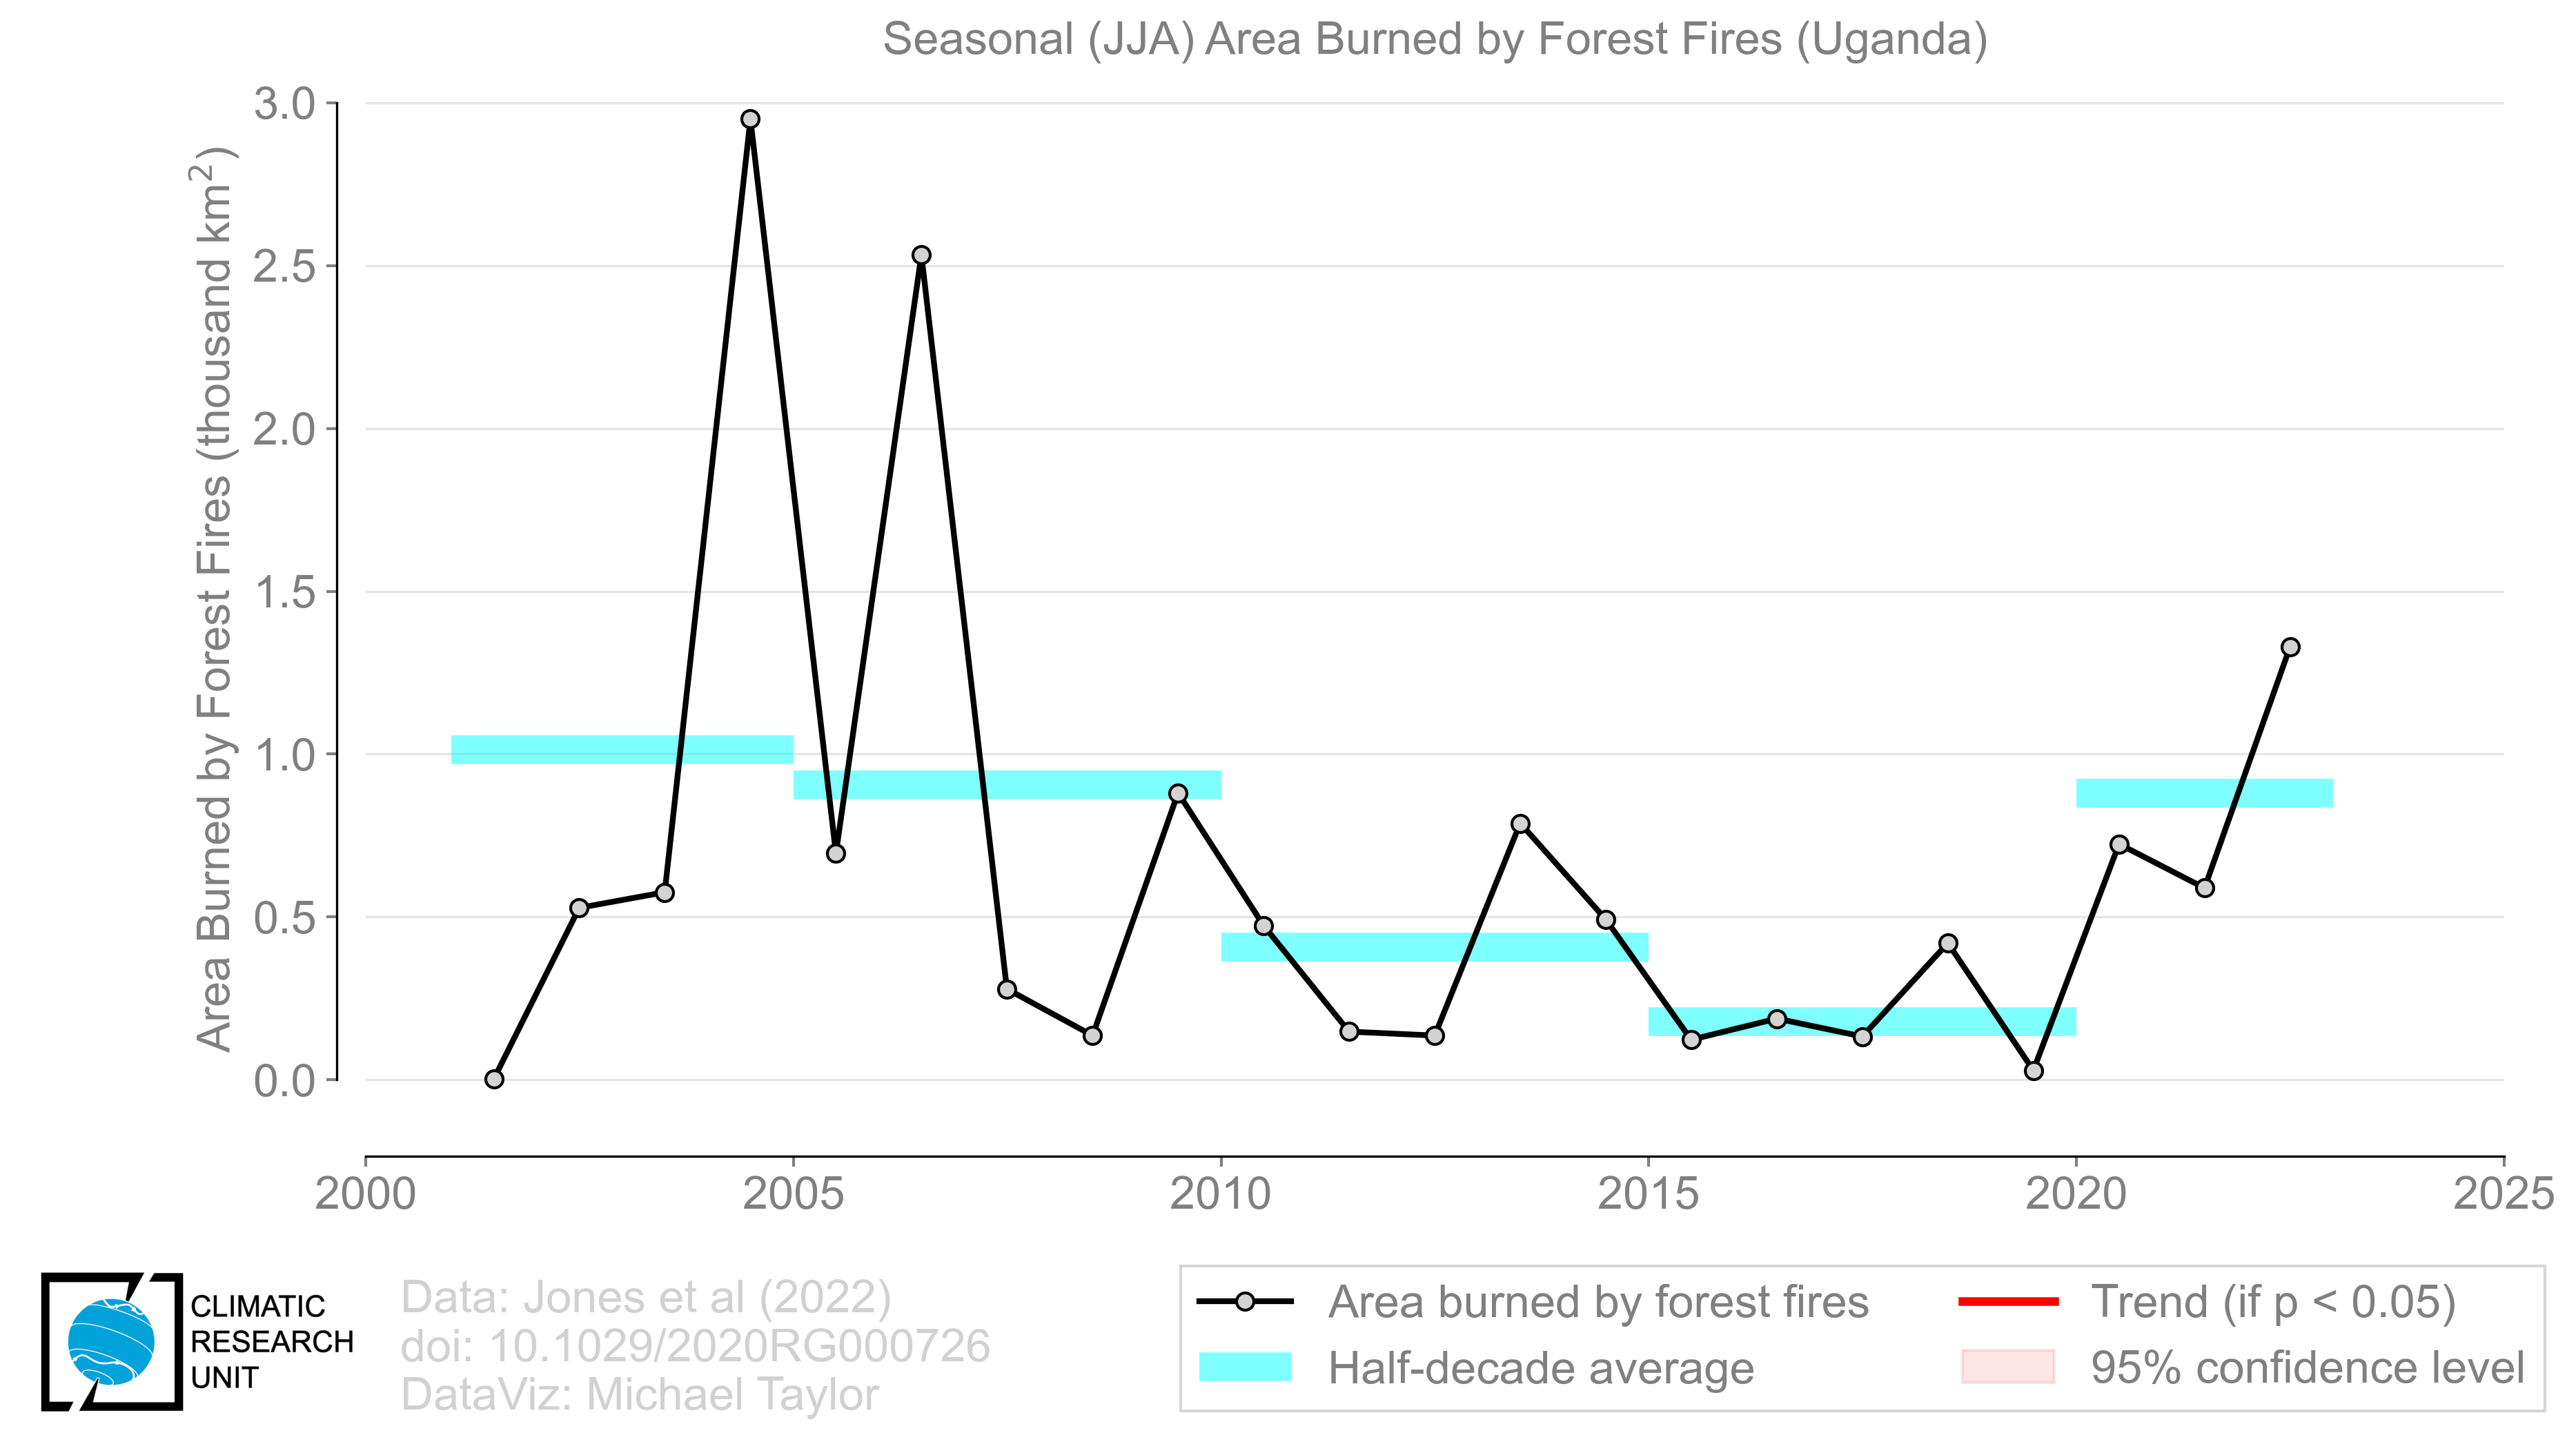 Seasonal (JJA) Area Burned by Forest Fires (Uganda)
Area Burned by Forest Fires (thousand km²)
3.0
2.5
2.0
1.5
1.0
0.5
0.0
2000 2005 2010 2015 2020 2025
CLIMATIC
RESEARCH
UNIT
Data: Jones et al (2022)
doi: 10.1029/2020RG000726
DataViz: Michael Taylor
Area burned by forest fires
Half-decade average
Trend (if p < 0.05)
95% confidence level